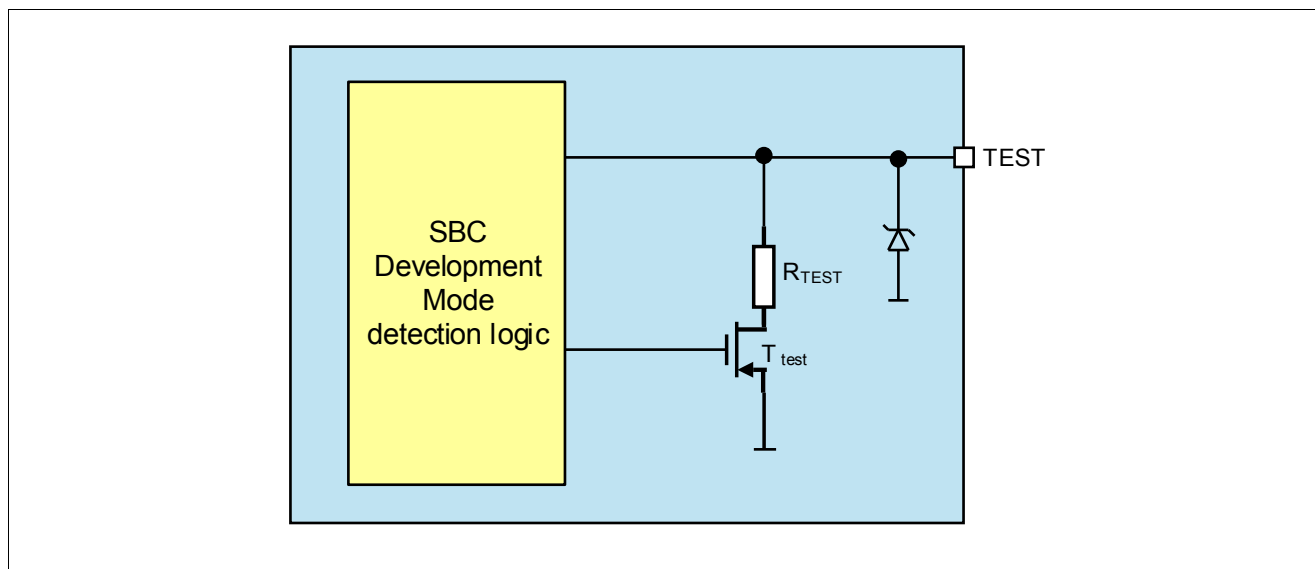 TEST
SBC
Development
Mode
detection logic
RTEST
T test